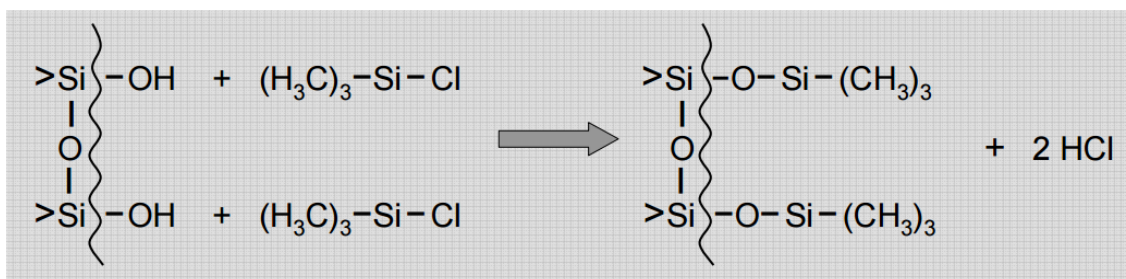 >Si-OH + (H₃C)₃-Si-Cl >Si-O-Si-(CH₃)₃
O O + 2 HCl
>Si-OH + (H₃C)₃-Si-Cl >Si-O-Si-(CH₃)₃